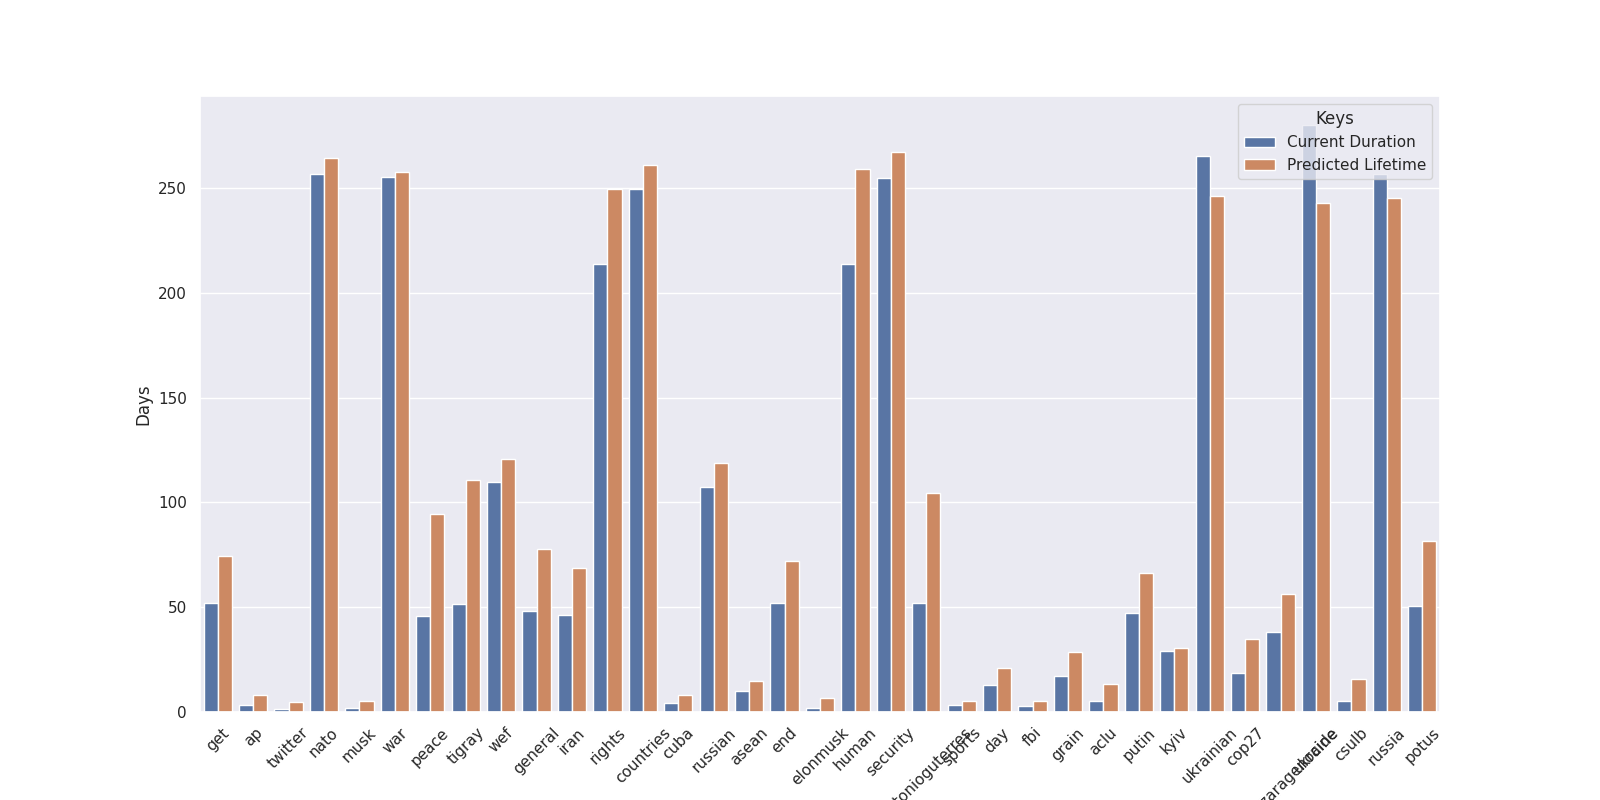 Keys
Current Duration
Predicted Lifetime
Days
250
200
150
100
50
0
get
ap
twitter
nato
musk
war
peace
tigray
wef
general
iran
rights
countries
cuba
russian
asean
end
elonmusk
human
security
sports
day
fbi
grain
aclu
putin
kyiv
ukrainian
cop27
ukraine
csulb
russia
potus